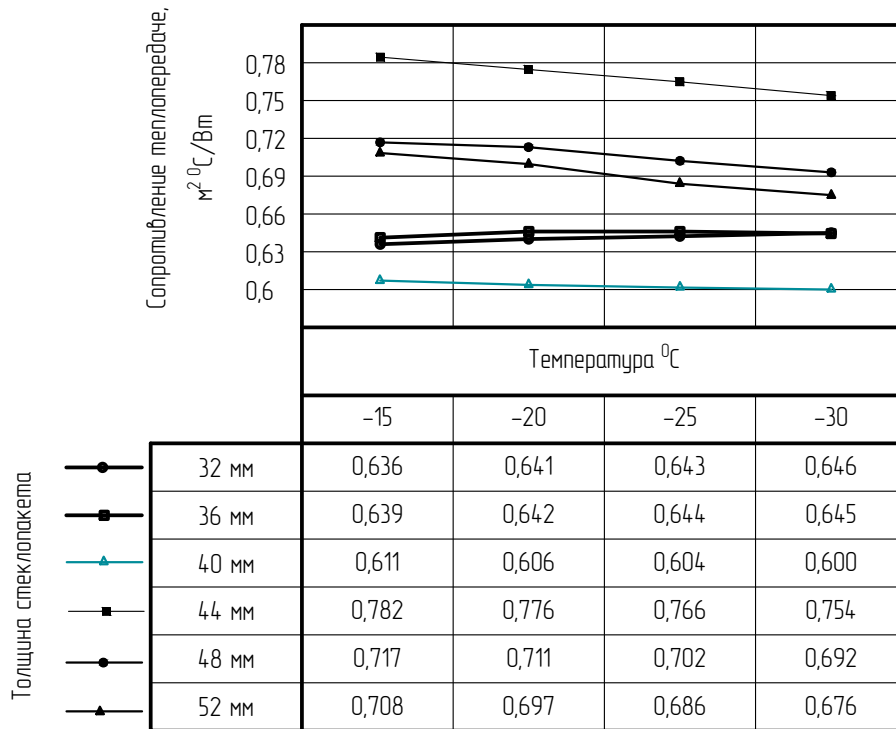 Сопротивление теплопередаче,
м² ⁰С/Вт
0,78
0,75
0,72
0,69
0,66
0,63
0,6
Температура ⁰С
–15 –20 –25 –30
Толщина стеклопакета
32 мм 0,636 0,641 0,643 0,646
36 мм 0,639 0,642 0,644 0,645
40 мм 0,611 0,606 0,604 0,600
44 мм 0,782 0,776 0,766 0,754
48 мм 0,717 0,711 0,702 0,692
52 мм 0,708 0,697 0,686 0,676